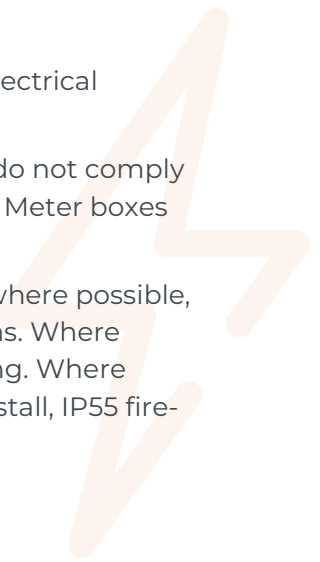 ectrical
do not comply
Meter boxes
where possible,
ns. Where
ng. Where
stall, IP55 fire-